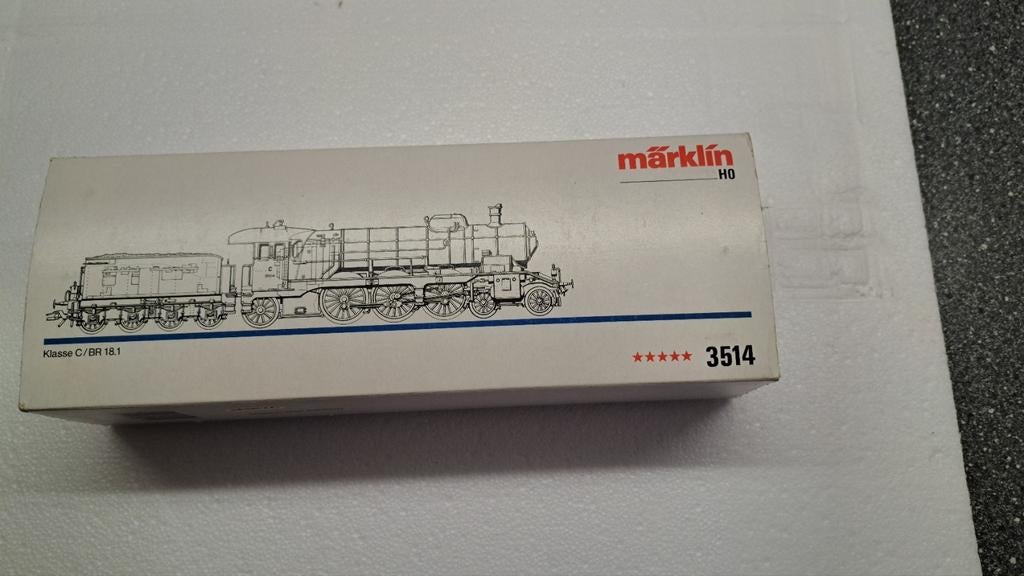 märklin
H0
Klasse C/BR 18.1
★★★★★ 3514